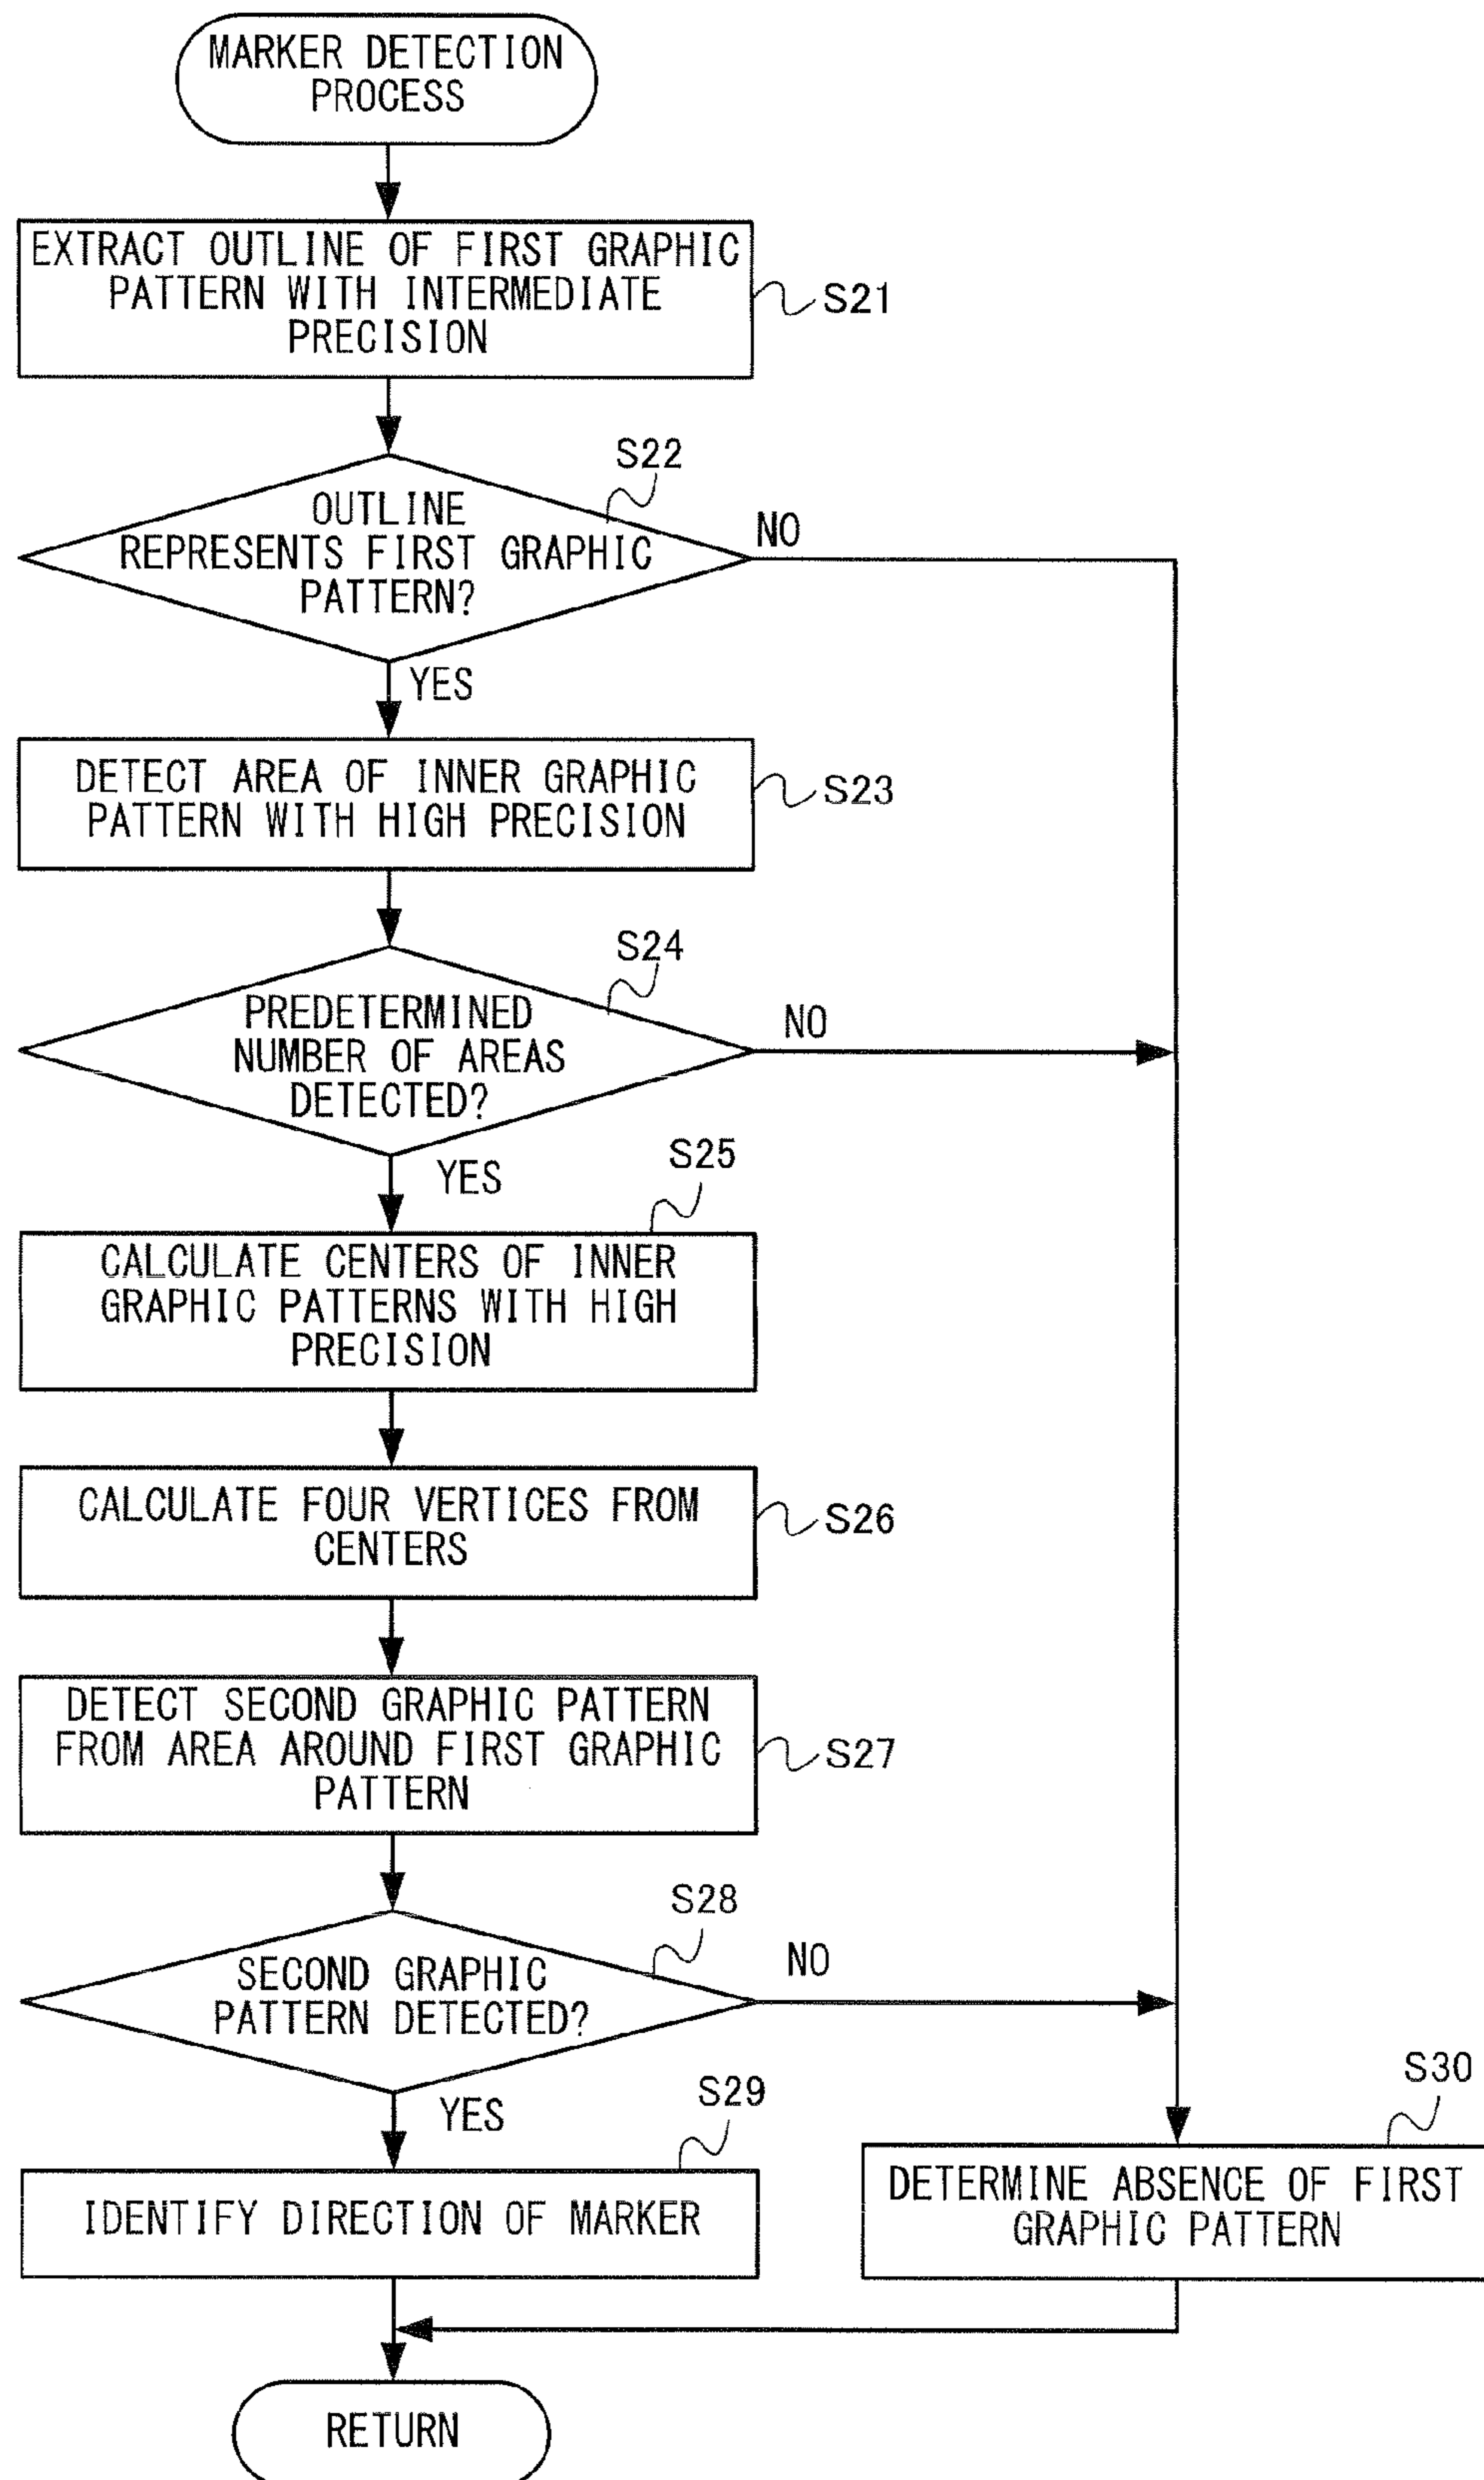 MARKER DETECTION
PROCESS
EXTRACT OUTLINE OF FIRST GRAPHIC
PATTERN WITH INTERMEDIATE
PRECISION
S21
S22
OUTLINE
REPRESENTS FIRST GRAPHIC
PATTERN?
NO
YES
DETECT AREA OF INNER GRAPHIC
PATTERN WITH HIGH PRECISION
S23
S24
PREDETERMINED
NUMBER OF AREAS
DETECTED?
NO
YES
S25
CALCULATE CENTERS OF INNER
GRAPHIC PATTERNS WITH HIGH
PRECISION
CALCULATE FOUR VERTICES FROM
CENTERS
S26
DETECT SECOND GRAPHIC PATTERN
FROM AREA AROUND FIRST GRAPHIC
PATTERN
S27
S28
SECOND GRAPHIC
PATTERN DETECTED?
NO
YES
S29
IDENTIFY DIRECTION OF MARKER
S30
DETERMINE ABSENCE OF FIRST
GRAPHIC PATTERN
RETURN